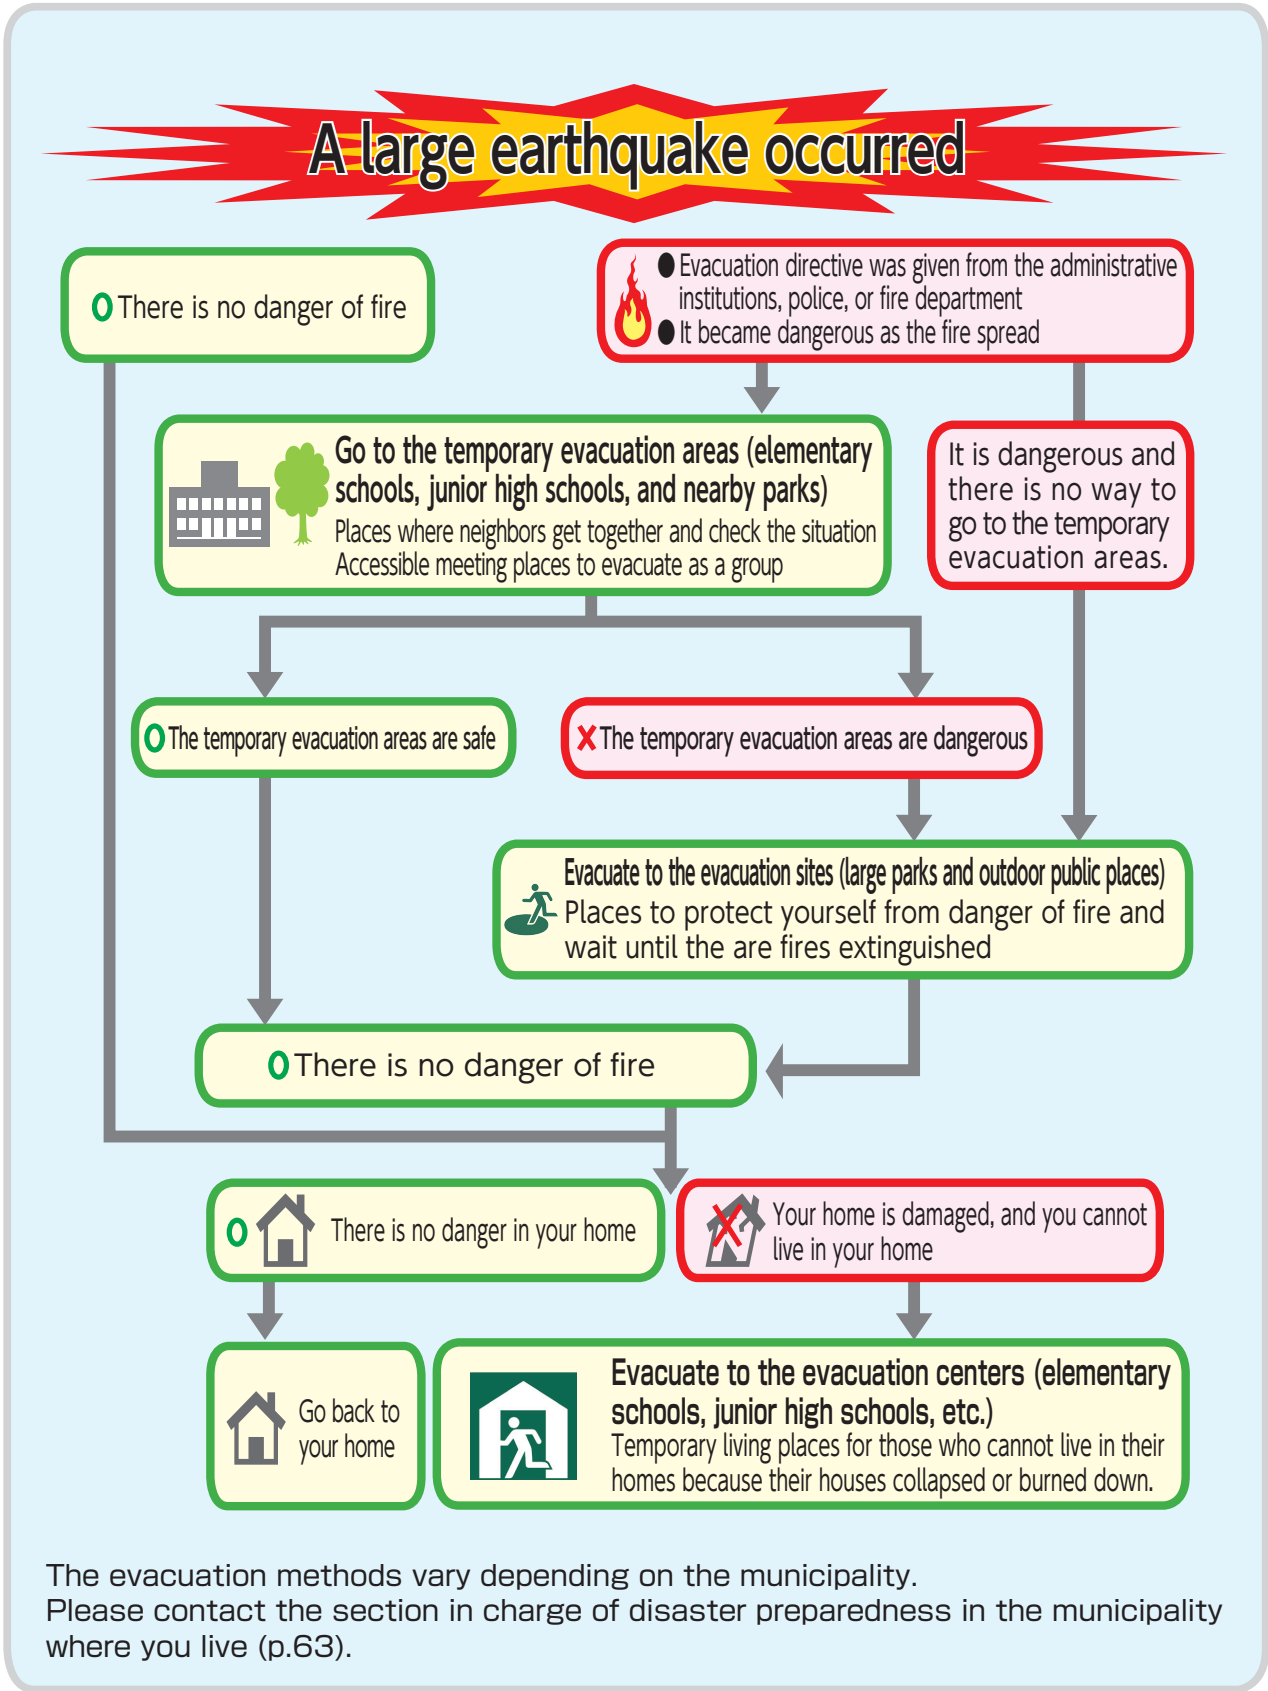 A large earthquake occurred
There is no danger of fire
● Evacuation directive was given from the administrative
institutions, police, or fire department
● It became dangerous as the fire spread
Go to the temporary evacuation areas (elementary
schools, junior high schools, and nearby parks)
Places where neighbors get together and check the situation
Accessible meeting places to evacuate as a group
It is dangerous and
there is no way to
go to the temporary
evacuation areas.
The temporary evacuation areas are safe
The temporary evacuation areas are dangerous
Evacuate to the evacuation sites (large parks and outdoor public places)
Places to protect yourself from danger of fire and
wait until the are fires extinguished
There is no danger of fire
There is no danger in your home
Your home is damaged, and you cannot
live in your home
Go back to
your home
Evacuate to the evacuation centers (elementary
schools, junior high schools, etc.)
Temporary living places for those who cannot live in their
homes because their houses collapsed or burned down.
The evacuation methods vary depending on the municipality.
Please contact the section in charge of disaster preparedness in the municipality
where you live (p.63).